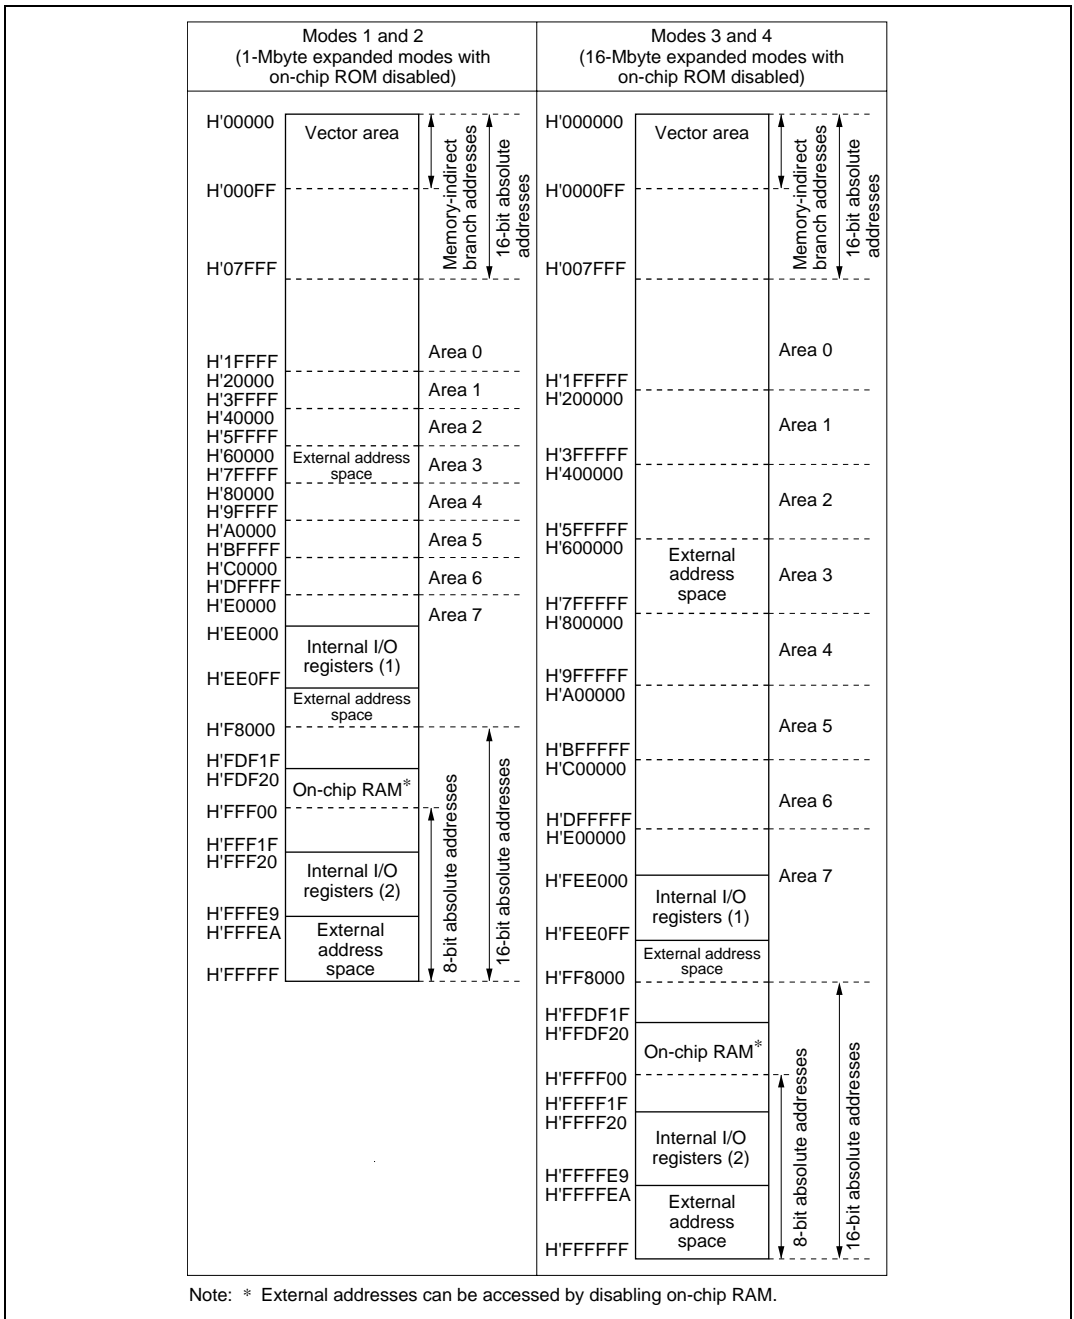 Modes 1 and 2
(1-Mbyte expanded modes with
on-chip ROM disabled)
H'00000
Vector area
H'000FF
Memory-indirect
branch addresses
16-bit absolute
addresses
H'07FFF
Area 0
H'1FFFF
H'20000
Area 1
H'3FFFF
H'40000
Area 2
H'5FFFF
H'60000
External address
space
Area 3
H'7FFFF
H'80000
Area 4
H'9FFFF
H'A0000
Area 5
H'BFFFF
H'C0000
Area 6
H'DFFFF
H'E0000
Area 7
H'EE000
Internal I/O
registers (1)
H'EE0FF
External address
space
H'F8000
H'FDF1F
H'FDF20
On-chip RAM*
H'FFF00
H'FFF1F
H'FFF20
Internal I/O
registers (2)
H'FFFE9
H'FFFEA
External
address
space
H'FFFFF
8-bit absolute addresses
16-bit absolute addresses
Modes 3 and 4
(16-Mbyte expanded modes with
on-chip ROM disabled)
H'000000
Vector area
H'0000FF
Memory-indirect
branch addresses
16-bit absolute
addresses
H'007FFF
Area 0
H'1FFFFF
H'200000
Area 1
H'3FFFFF
H'400000
Area 2
H'5FFFFF
H'600000
External
address
space
Area 3
H'7FFFFF
H'800000
Area 4
H'9FFFFF
H'A00000
Area 5
H'BFFFFF
H'C00000
Area 6
H'DFFFFF
H'E00000
Area 7
H'FEE000
Internal I/O
registers (1)
H'FEE0FF
External address
space
H'FF8000
H'FFDF1F
H'FFDF20
On-chip RAM*
H'FFFF00
H'FFFF1F
H'FFFF20
Internal I/O
registers (2)
H'FFFFE9
H'FFFFEA
External
address
space
H'FFFFFF
8-bit absolute addresses
16-bit absolute addresses
Note: * External addresses can be accessed by disabling on-chip RAM.